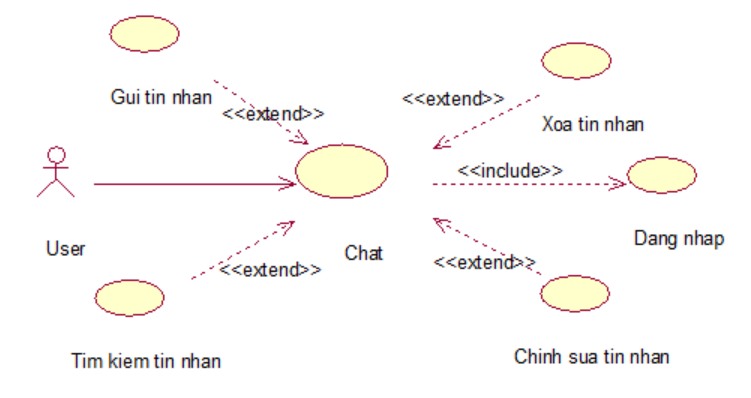 Gui tin nhan
<<extend>>
<<extend>>
Xoa tin nhan
<<include>>
User
Chat
Dang nhap
<<extend>>
<<extend>>
Tim kiem tin nhan
Chinh sua tin nhan